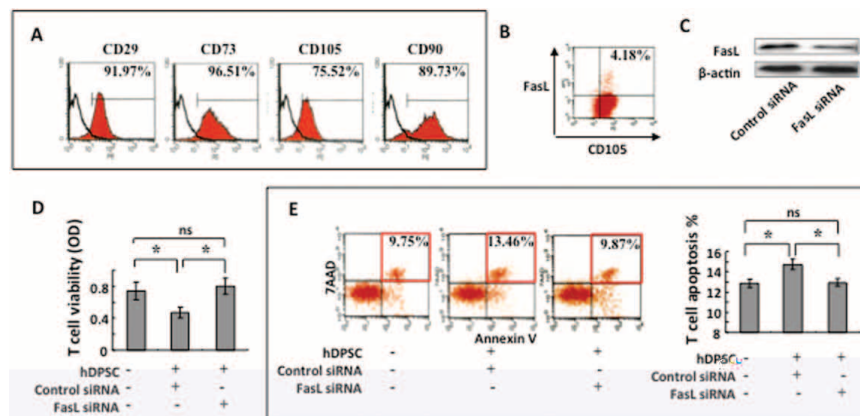 A
CD29
91.97%
CD73
96.51%
CD105
75.52%
CD90
89.73%
B
4.18%
FasL
CD105
C
FasL
β-actin
Control siRNA
FasL siRNA
D
ns
* *
T cell viability (OD)
0.8
0.4
0
hDPSC - + +
Control siRNA - + -
FasL siRNA - - +
E
9.75%
13.46%
9.87%
7AAD
Annexin V
hDPSC - + +
Control siRNA - + -
FasL siRNA - - +
ns
* *
T cell apoptosis %
16
14
12
10
8
hDPSC - + +
Control siRNA - + -
FasL siRNA - - +